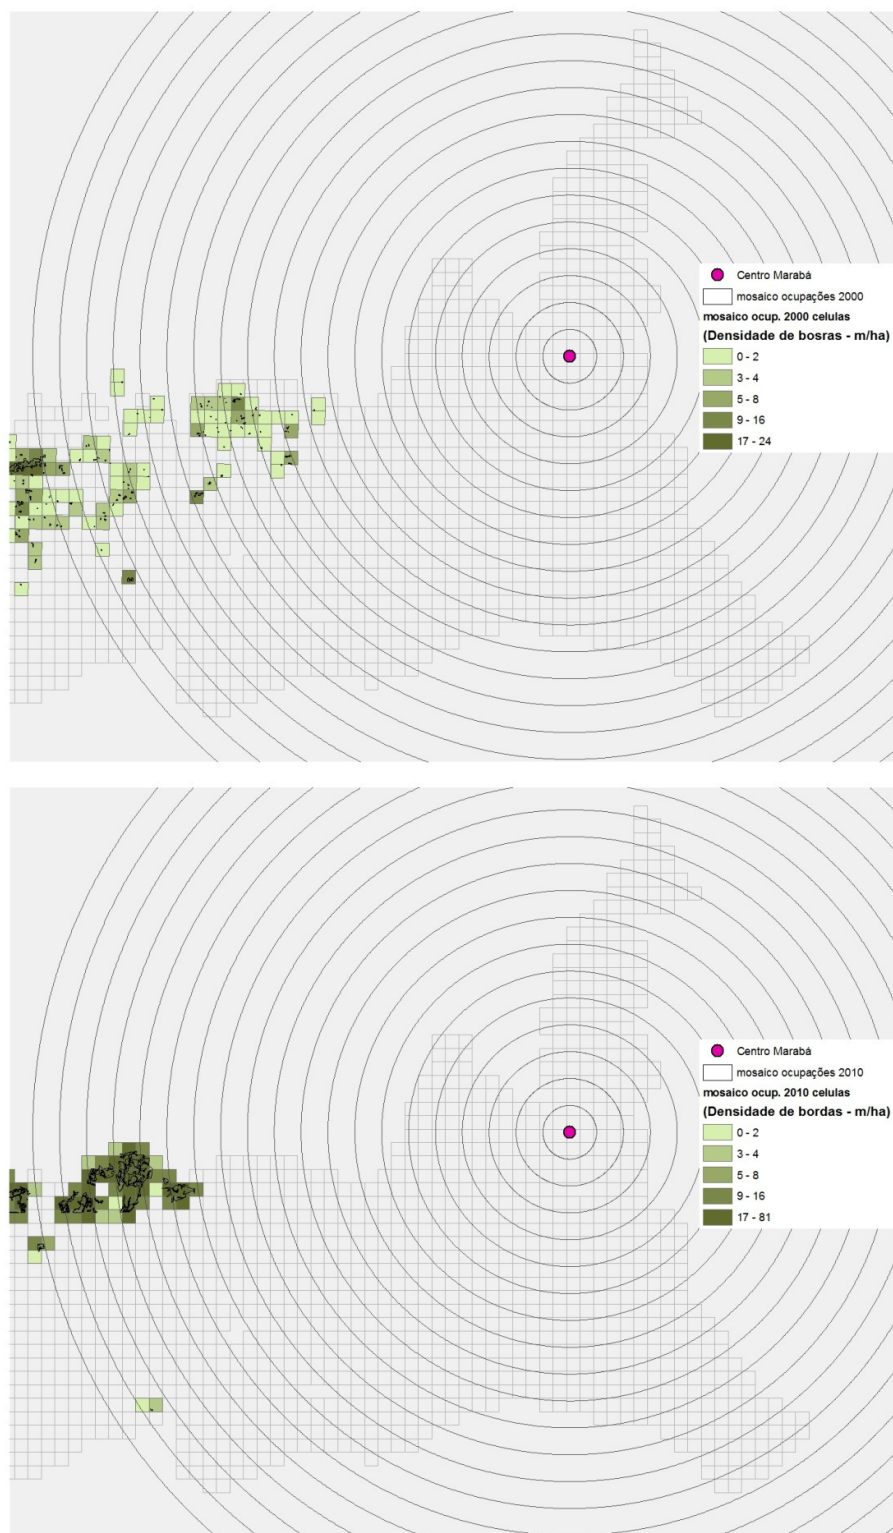 Centro Marabá
mosaico ocupações 2000
mosaico ocup. 2000 celulas
(Densidade de bosras - m/ha)
0 - 2
3 - 4
5 - 8
9 - 16
17 - 24
Centro Marabá
mosaico ocupações 2010
mosaico ocup. 2010 celulas
(Densidade de bordas - m/ha)
0 - 2
3 - 4
5 - 8
9 - 16
17 - 81